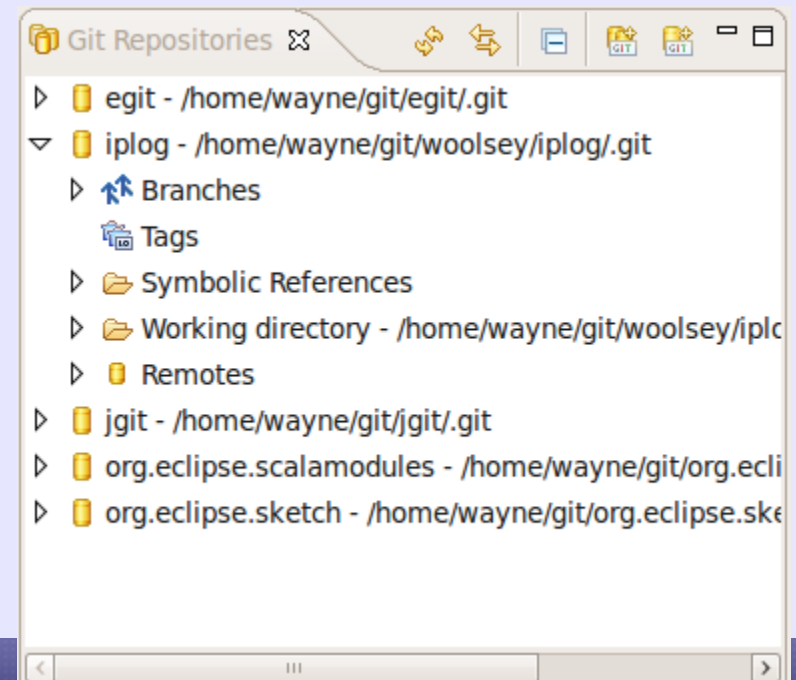 Git Repositories
egit - /home/wayne/git/egit/.git
iplog - /home/wayne/git/woolsey/iplog/.git
Branches
Tags
Symbolic References
Working directory - /home/wayne/git/woolsey/iplo
Remotes
jgit - /home/wayne/git/jgit/.git
org.eclipse.scalamodules - /home/wayne/git/org.ecli
org.eclipse.sketch - /home/wayne/git/org.eclipse.ske